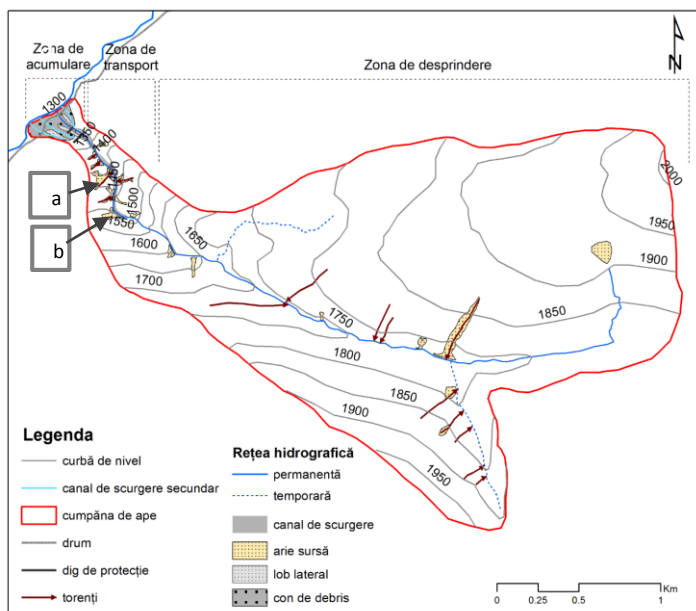 Zona de acumulare
Zona de transport
Zona de desprindere
N
1300
1350
1400
1450
1500
1550
1600
1650
1700
1750
1800
1850
1900
1950
2000
1950
1900
1850
a
b
Legenda
curbă de nivel
canal de scurgere secundar
cumpăna de ape
drum
dig de protecție
torenți
Rețea hidrografică
permanentă
temporară
canal de scurgere
arie sursă
lob lateral
con de debris
Km
0 0.25 0.5 1